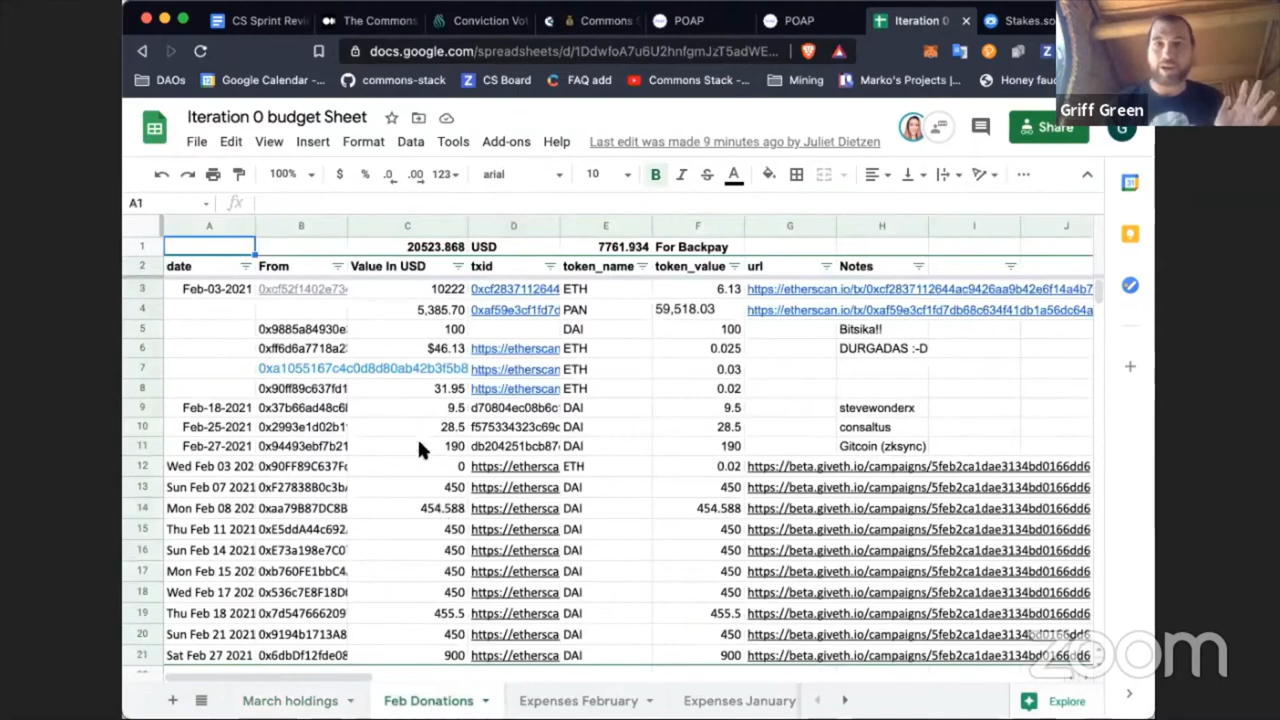 CS Sprint Revi
The Commons
Conviction Vot
Commons S
POAP
POAP
Iteration 0
Stakes.so
docs.google.com/spreadsheets/d/1DdwfoA7u6U2hnfgmJzT5adWE...
DAOs
Google Calendar -...
commons-stack
CS Board
FAQ add
Commons Stack -...
Mining
Marko's Projects |...
Honey fauc
Griff Green
Iteration 0 budget Sheet
File Edit View Insert Format Data Tools Add-ons Help
Last edit was made 9 minutes ago by Juliet Dietzen
Share
G
100% $ % .0 .00 123 arial 10 B I S A
A1 fx
A B C D E F G H I J
1 20523.868 USD 7761.934 For Backpay
2 date From Value In USD txid token_name token_value url Notes
3 Feb-03-2021 0xcf52f1402e73 10222 0xcf2837112644 ETH 6.13 https://etherscan.io/tx/0xcf2837112644ac9426aa9b42e6f14a4b7
4 5,385.70 0xaf59e3cf1fd7d PAN 59,518.03 https://etherscan.io/tx/0xaf59e3cf1fd7db68c634f41db1a56dc64a
5 0x9885a84930e 100 DAI 100 Bitsika!!
6 0xff6d6a7718a2 $46.13 https://etherscan ETH 0.025 DURGADAS :-D
7 0xa1055167c4c0d8d80ab42b3f5b8 https://etherscan ETH 0.03
8 0x90ff89c637fd1 31.95 https://etherscan ETH 0.02
9 Feb-18-2021 0x37b66ad48c6 9.5 d70804ec08b6c DAI 9.5 stevewonderx
10 Feb-25-2021 0x2993e1d02b1 28.5 f575334323c69c DAI 28.5 consaltus
11 Feb-27-2021 0x94493ebf7b21 190 db204251bcb87 DAI 190 Gitcoin (zksync)
12 Wed Feb 03 202 0x90FF89C637Fc 0 https://ethersca ETH 0.02 https://beta.giveth.io/campaigns/5feb2ca1dae3134bd0166dd6
13 Sun Feb 07 2021 0xF27838B0c3b 450 https://ethersca DAI 450 https://beta.giveth.io/campaigns/5feb2ca1dae3134bd0166dd6
14 Mon Feb 08 202 0xaa79B87DC8B 454.588 https://ethersca DAI 454.588 https://beta.giveth.io/campaigns/5feb2ca1dae3134bd0166dd6
15 Thu Feb 11 2021 0xE5ddA44c692 450 https://ethersca DAI 450 https://beta.giveth.io/campaigns/5feb2ca1dae3134bd0166dd6
16 Sun Feb 14 2021 0xE73a198e7C0 450 https://ethersca DAI 450 https://beta.giveth.io/campaigns/5feb2ca1dae3134bd0166dd6
17 Mon Feb 15 202 0xb760FE1bbC4 450 https://ethersca DAI 450 https://beta.giveth.io/campaigns/5feb2ca1dae3134bd0166dd6
18 Wed Feb 17 202 0x536c7E8F18D 450 https://ethersca DAI 450 https://beta.giveth.io/campaigns/5feb2ca1dae3134bd0166dd6
19 Thu Feb 18 2021 0x7d547666209 455.5 https://ethersca DAI 455.5 https://beta.giveth.io/campaigns/5feb2ca1dae3134bd0166dd6
20 Sun Feb 21 2021 0x9194b1713A8 450 https://ethersca DAI 450 https://beta.giveth.io/campaigns/5feb2ca1dae3134bd0166dd6
21 Sat Feb 27 2021 0x6dbDf12fde08 900 https://ethersca DAI 900 https://beta.giveth.io/campaigns/5feb2ca1dae3134bd0166dd6
zoom
March holdings
Feb Donations
Expenses February
Expenses January
Explore